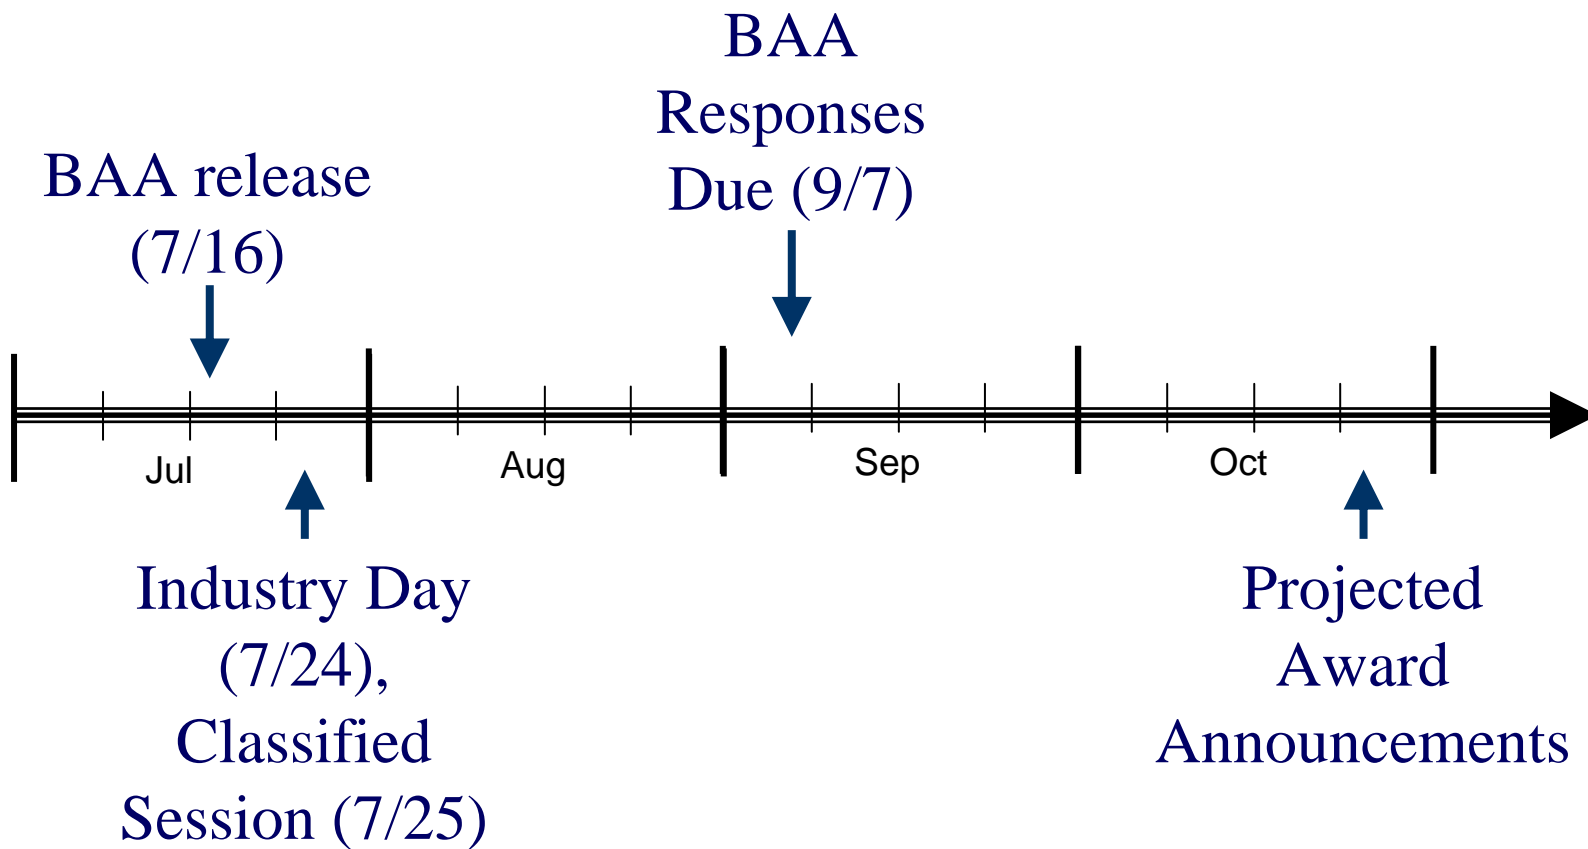 BAA
Responses
Due (9/7)
BAA release
(7/16)
Jul
Aug
Sep
Oct
Industry Day
(7/24),
Classified
Session (7/25)
Projected
Award
Announcements